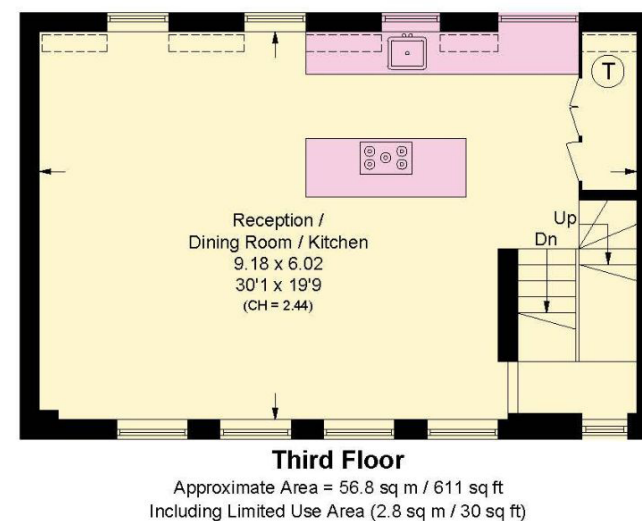 T
Reception /
Dining Room / Kitchen
9.18 x 6.02
30'1 x 19'9
(CH = 2.44)
Up
Dn
Third Floor
Approximate Area = 56.8 sq m / 611 sq ft
Including Limited Use Area (2.8 sq m / 30 sq ft)